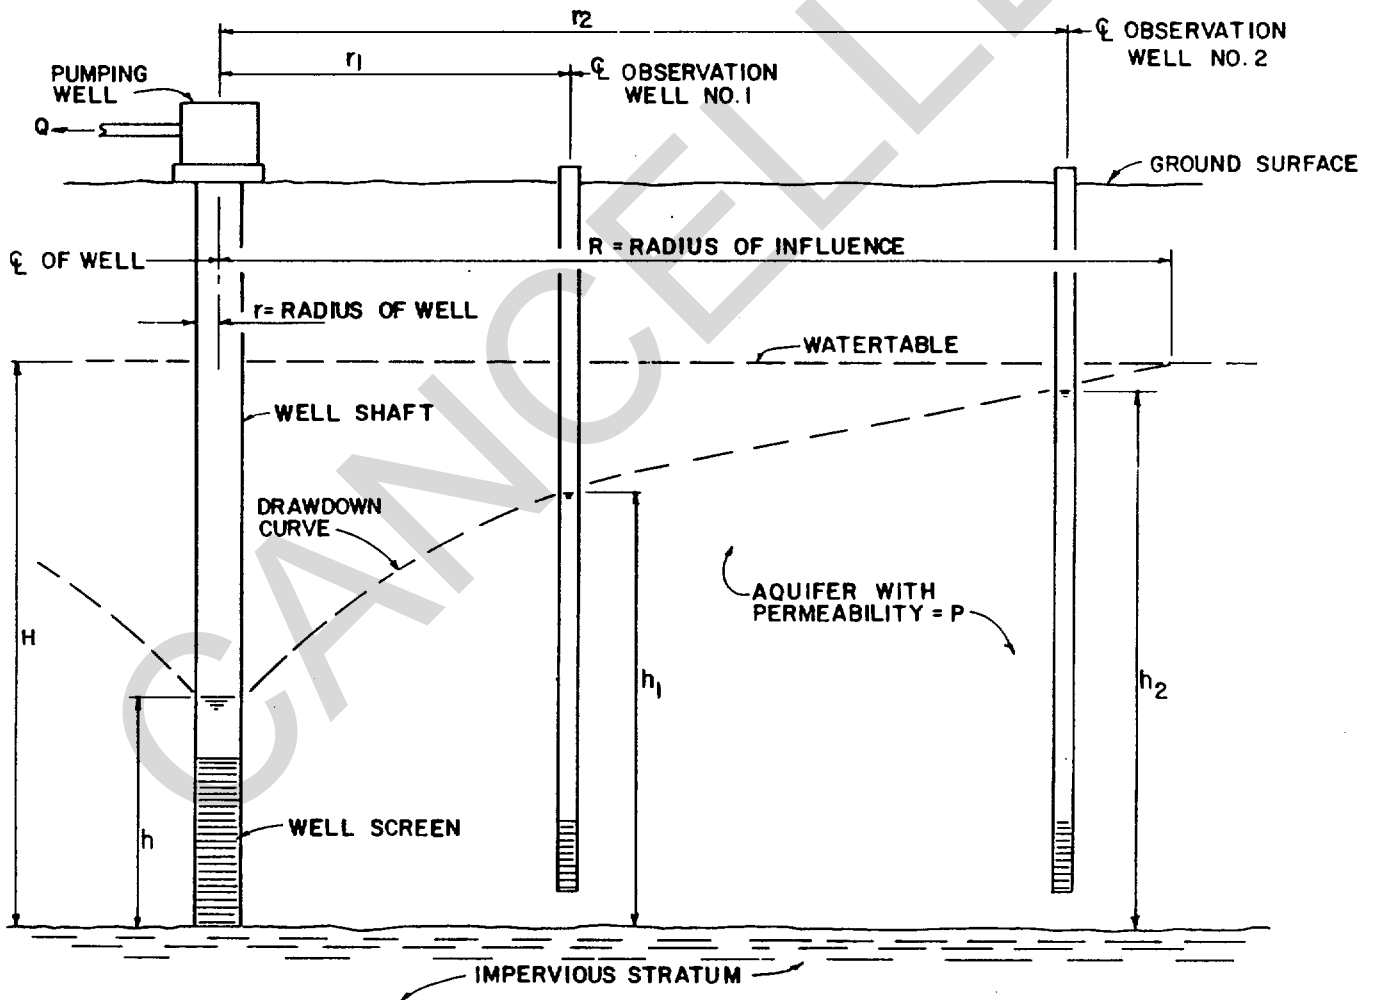 r2
℄ OBSERVATION
WELL NO. 2
r1
℄ OBSERVATION
WELL NO. 1
PUMPING
WELL
Q
GROUND SURFACE
℄ OF WELL
R = RADIUS OF INFLUENCE
r = RADIUS OF WELL
WATERTABLE
WELL SHAFT
DRAWDOWN
CURVE
AQUIFER WITH
PERMEABILITY = P
H
h1
h2
h
WELL SCREEN
IMPERVIOUS STRATUM
CANCELLE